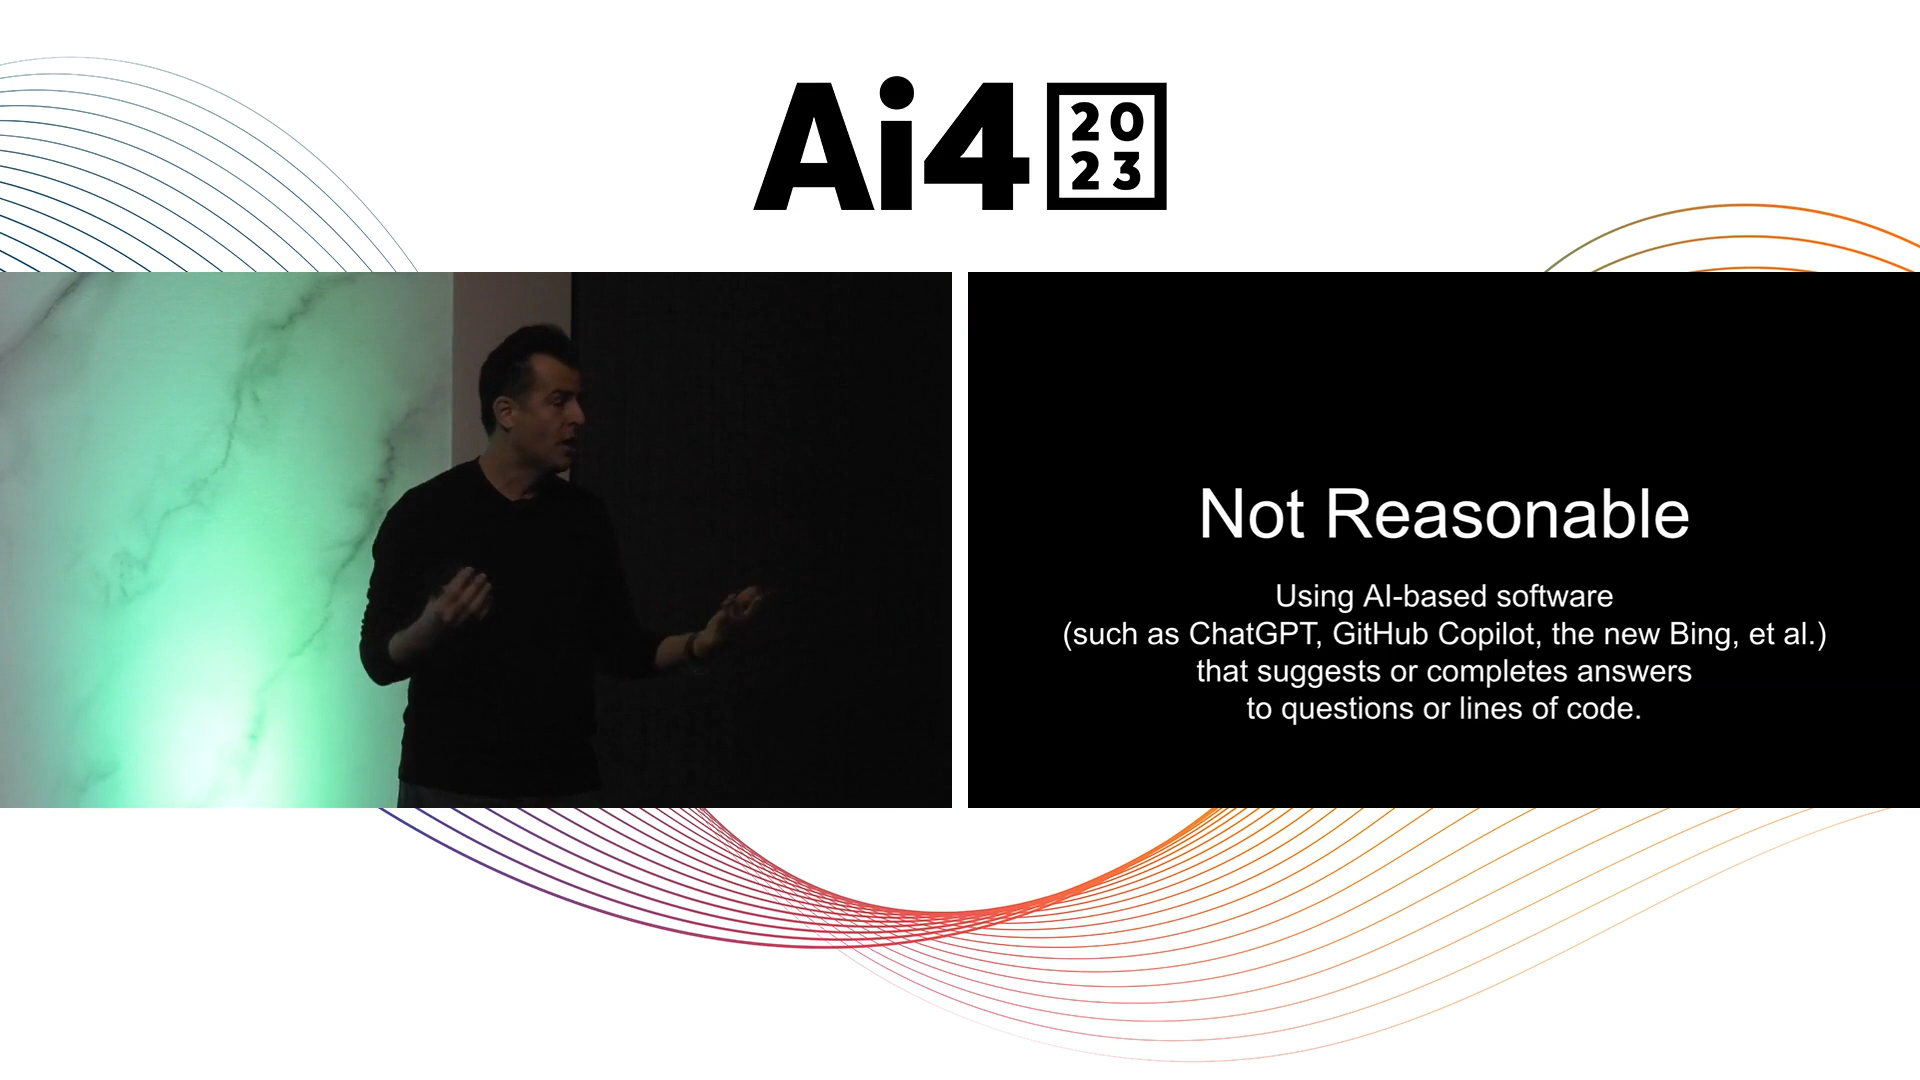 Ai4 20
23
Not Reasonable
Using AI-based software
(such as ChatGPT, GitHub Copilot, the new Bing, et al.)
that suggests or completes answers
to questions or lines of code.